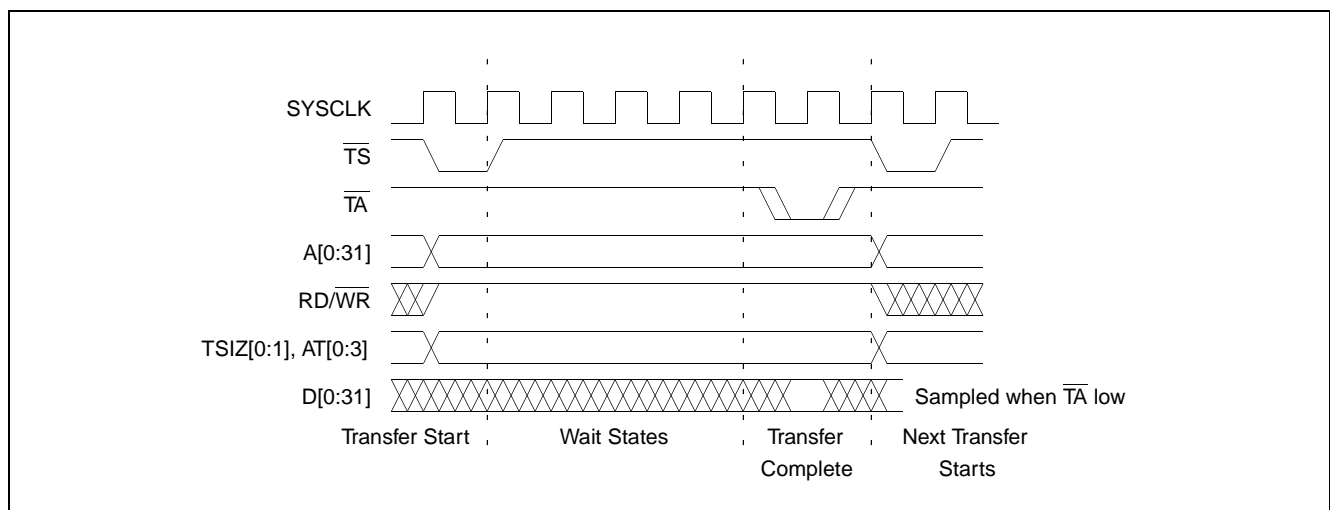 SYSCLK
TS
TA
A[0:31]
RD/WR
TSIZ[0:1], AT[0:3]
D[0:31]
Sampled when TA low
Transfer Start
Wait States
Transfer
Complete
Next Transfer
Starts